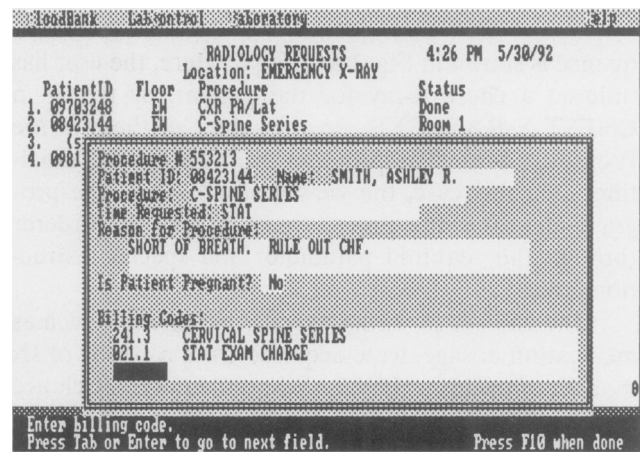 RADIOLOGY REQUESTS 4:26 PM 5/30/92
Location: EMERGENCY X-RAY
PatientID Floor Procedure Status
1. 09703248 EW CXR PA/Lat Done
2. 08423144 EW C-Spine Series Room 1
3. (s
4. 0981
Procedure # 553213
Patient ID: 08423144 Name: SMITH, ASHLEY R.
Procedure: C-SPINE SERIES
Time Requested: STAT
Reason for Procedure:
SHORT OF BREATH. RULE OUT CHF.
Is Patient Pregnant? No
Billing Codes:
241.3 CERVICAL SPINE SERIES
021.1 STAT EXAM CHARGE
Enter billing code.
Press Tab or Enter to go to next field. Press F10 when done